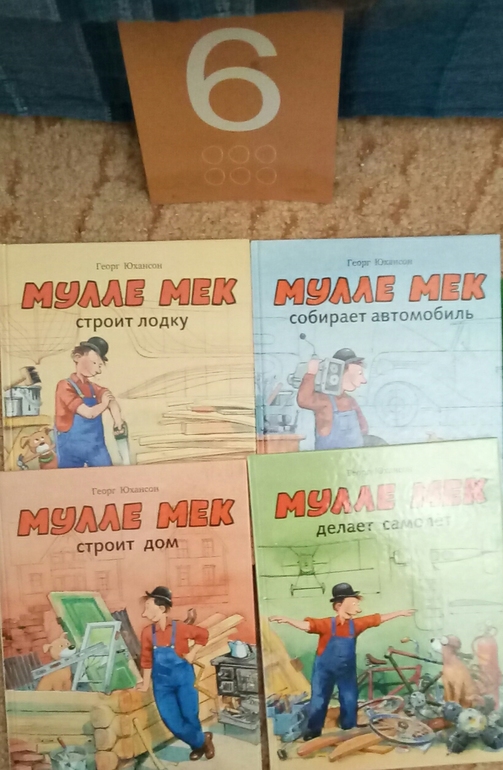 6
Георг Юхансон
МУЛЛЕ МЕК
строит лодку
Георг Юхансон
МУЛЛЕ МЕК
собирает автомобиль
Георг Юхансон
МУЛЛЕ МЕК
строит дом
МУЛЛЕ МЕК
делает самолет